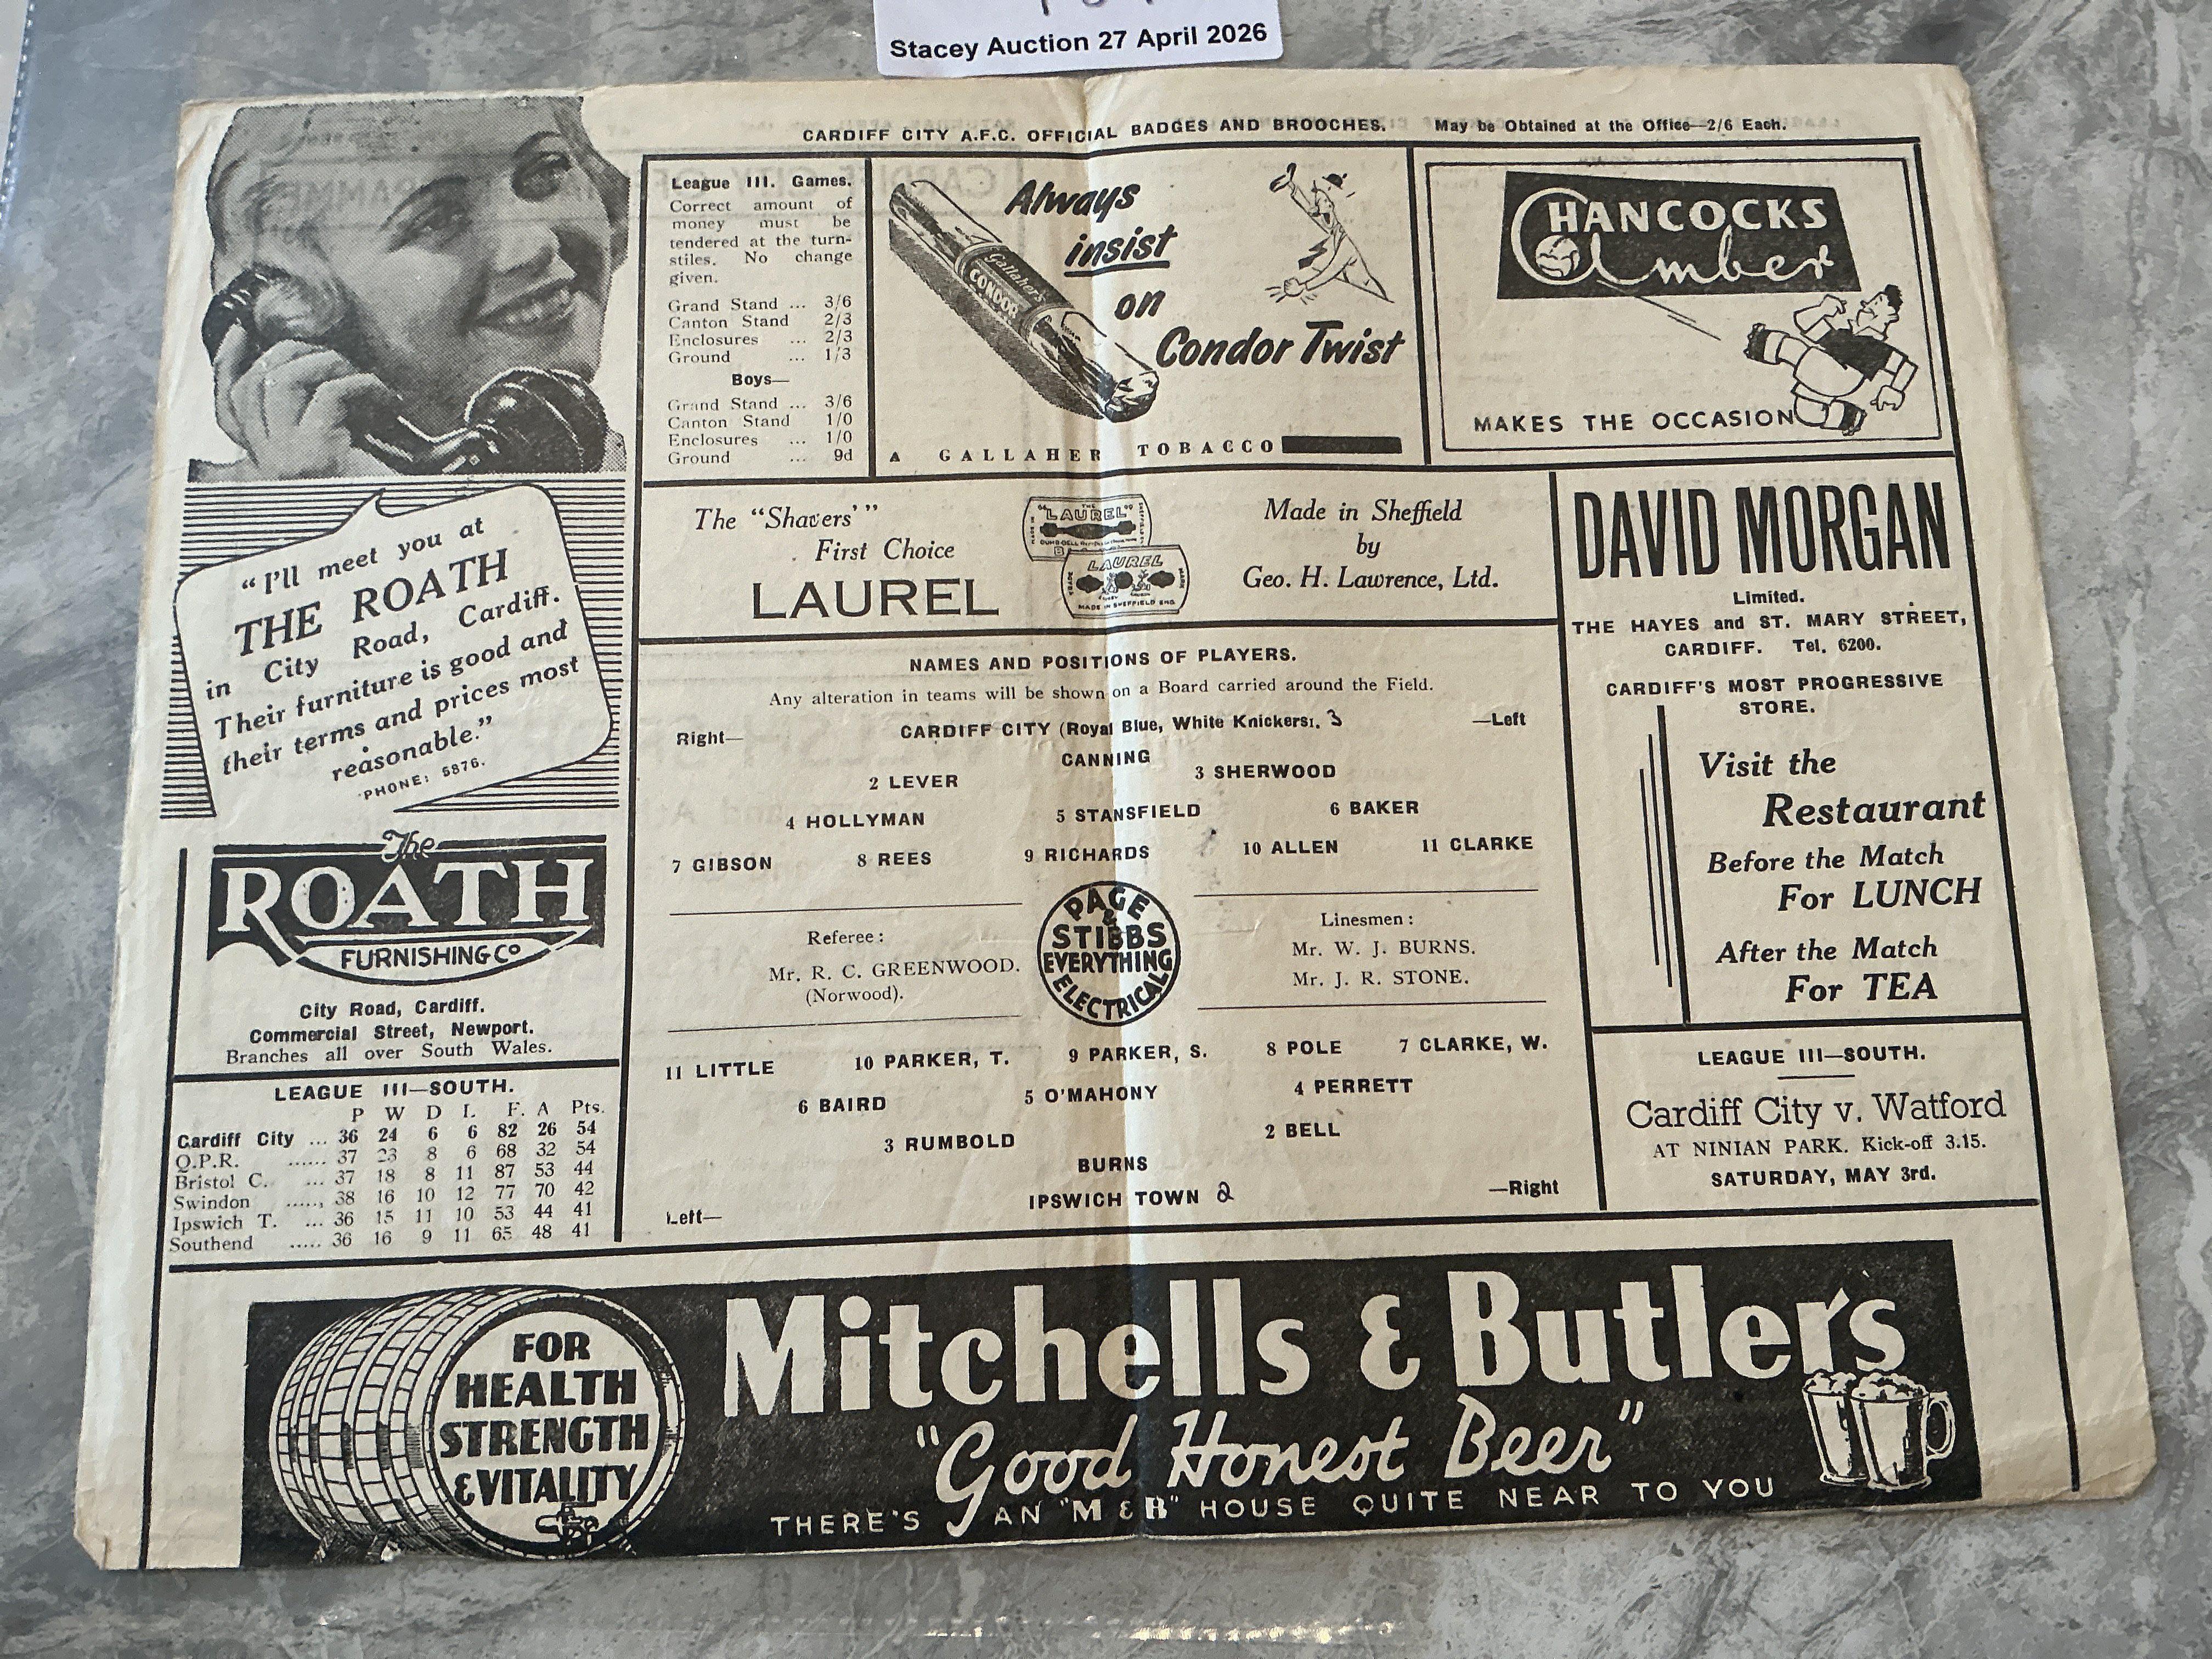 Stacey Auction 27 April 2026
CARDIFF CITY A.F.C. OFFICIAL BADGES AND BROOCHES. May be Obtained at the Office—2/6 Each.
"I'll meet you at
THE ROATH
in City Road, Cardiff.
Their furniture is good and
their terms and prices most
reasonable."
PHONE: 5876.
The
ROATH
FURNISHING Co
City Road, Cardiff.
Commercial Street, Newport.
Branches all over South Wales.
LEAGUE III—SOUTH.
P W D L F. A Pts.
Cardiff City ... 36 24 6 6 82 26 54
Q.P.R. ...... 37 23 8 6 68 32 54
Bristol C. ... 37 18 8 11 87 53 44
Swindon ......, 38 16 10 12 77 70 42
Ipswich T. ... 36 15 11 10 53 44 41
Southend ..... 36 16 9 11 65 48 41
League III. Games.
Correct amount of
money must be
tendered at the turn-
stiles. No change
given.
Grand Stand ... 3/6
Canton Stand 2/3
Enclosures ... 2/3
Ground ... 1/3
Boys—
Grand Stand ... 3/6
Canton Stand 1/0
Enclosures ... 1/0
Ground ... 9d
Always
insist
on
Condor Twist
Gallaher's
CONDOR
A GALLAHER TOBACCO
HANCOCKS
Amber
MAKES THE OCCASION
The "Shavers'"
First Choice
LAUREL
THE
"LAUREL"
LAUREL
MADE IN SHEFFIELD ENG
Made in Sheffield
by
Geo. H. Lawrence, Ltd.
NAMES AND POSITIONS OF PLAYERS.
Any alteration in teams will be shown on a Board carried around the Field.
Right— CARDIFF CITY (Royal Blue, White Knickers). 3 —Left
CANNING
2 LEVER 3 SHERWOOD
4 HOLLYMAN 5 STANSFIELD 6 BAKER
7 GIBSON 8 REES 9 RICHARDS 10 ALLEN 11 CLARKE
Referee:
Mr. R. C. GREENWOOD.
(Norwood).
PAGE
&
STIBBS
EVERYTHING
ELECTRICAL
Linesmen:
Mr. W. J. BURNS.
Mr. J. R. STONE.
11 LITTLE 10 PARKER, T. 9 PARKER, S. 8 POLE 7 CLARKE, W.
6 BAIRD 5 O'MAHONY 4 PERRETT
3 RUMBOLD 2 BELL
BURNS
Left— IPSWICH TOWN 2 —Right
DAVID MORGAN
Limited.
THE HAYES and ST. MARY STREET,
CARDIFF. Tel. 6200.
CARDIFF'S MOST PROGRESSIVE
STORE.
Visit the
Restaurant
Before the Match
For LUNCH
After the Match
For TEA
LEAGUE III—SOUTH.
Cardiff City v. Watford
AT NINIAN PARK. Kick-off 3.15.
SATURDAY, MAY 3rd.
FOR
HEALTH
STRENGTH
& VITALITY
Mitchells & Butlers
"Good Honest Beer"
THERE'S AN "M & B" HOUSE QUITE NEAR TO YOU